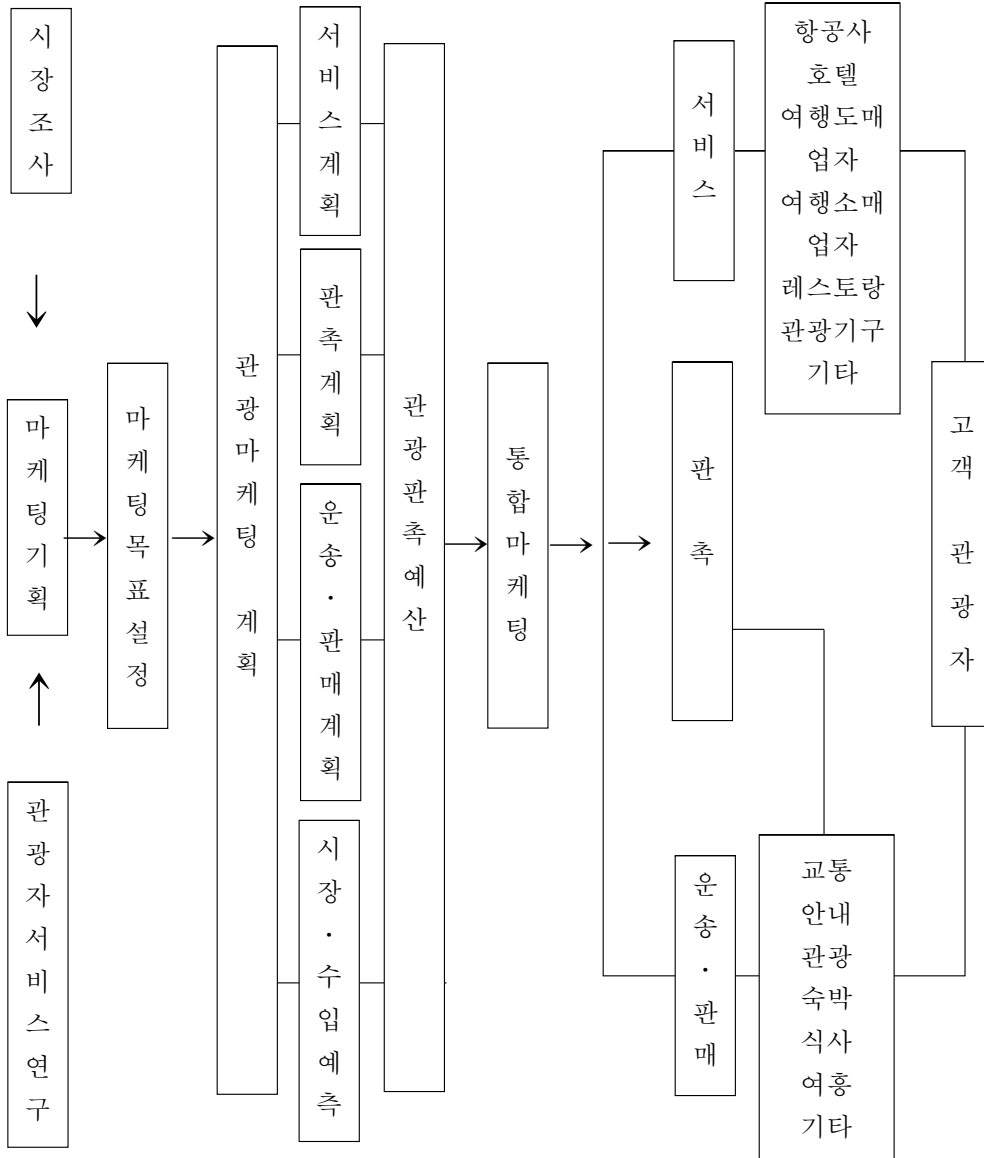 시장조사
마케팅기획
관광자서비스연구
마케팅목표설정
관광마케팅 계획
서비스계획
판촉계획
운송·판매계획
시장·수입예측
관광판촉예산
통합마케팅
서비스
판 촉
운송·판매
항공사
호텔
여행도매
업자
여행소매
업자
레스토랑
관광기구
기타
교통
안내
관광
숙박
식사
여흥
기타
고객 관광자